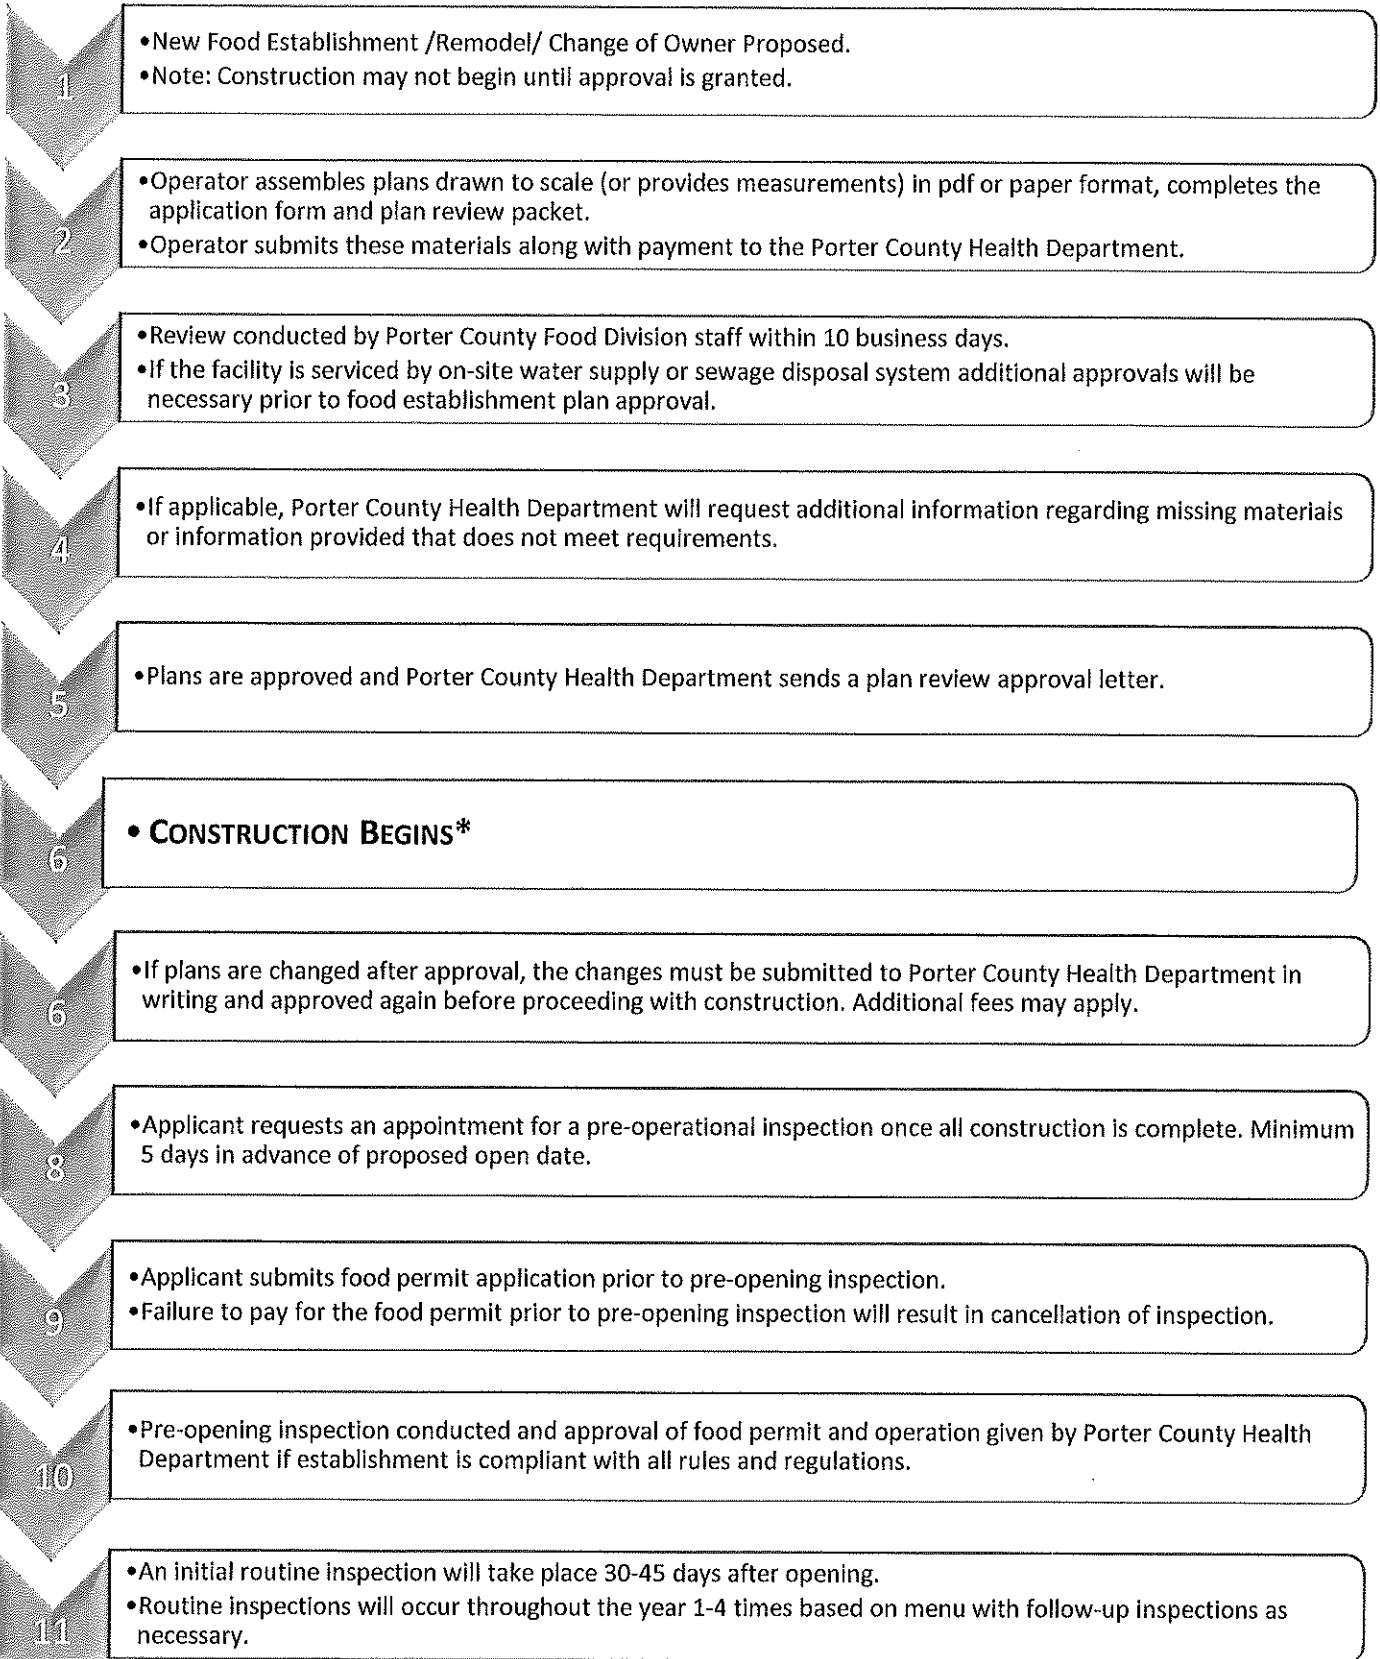 1
•New Food Establishment /Remodel/ Change of Owner Proposed.
•Note: Construction may not begin until approval is granted.
2
•Operator assembles plans drawn to scale (or provides measurements) in pdf or paper format, completes the
application form and plan review packet.
•Operator submits these materials along with payment to the Porter County Health Department.
3
•Review conducted by Porter County Food Division staff within 10 business days.
•If the facility is serviced by on-site water supply or sewage disposal system additional approvals will be
necessary prior to food establishment plan approval.
4
•If applicable, Porter County Health Department will request additional information regarding missing materials
or information provided that does not meet requirements.
5
•Plans are approved and Porter County Health Department sends a plan review approval letter.
6
• CONSTRUCTION BEGINS*
6
•If plans are changed after approval, the changes must be submitted to Porter County Health Department in
writing and approved again before proceeding with construction. Additional fees may apply.
8
•Applicant requests an appointment for a pre-operational inspection once all construction is complete. Minimum
5 days in advance of proposed open date.
9
•Applicant submits food permit application prior to pre-opening inspection.
•Failure to pay for the food permit prior to pre-opening inspection will result in cancellation of inspection.
10
•Pre-opening inspection conducted and approval of food permit and operation given by Porter County Health
Department if establishment is compliant with all rules and regulations.
11
•An initial routine inspection will take place 30-45 days after opening.
•Routine inspections will occur throughout the year 1-4 times based on menu with follow-up inspections as
necessary.